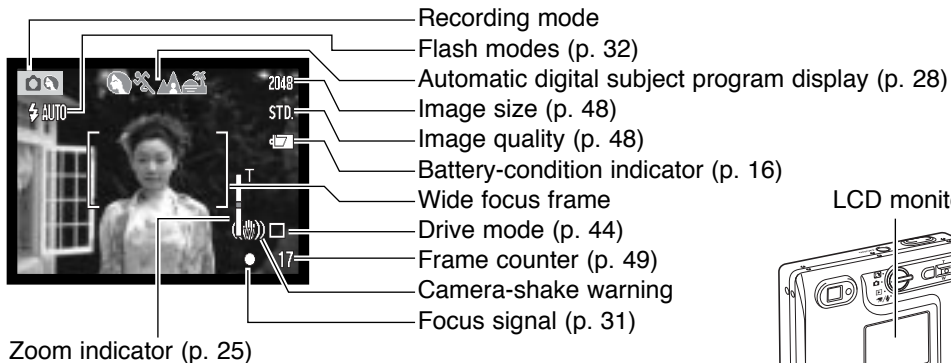 Recording mode
Flash modes (p. 32)
Automatic digital subject program display (p. 28)
Image size (p. 48)
Image quality (p. 48)
Battery-condition indicator (p. 16)
Wide focus frame
Drive mode (p. 44)
Frame counter (p. 49)
Camera-shake warning
Focus signal (p. 31)
Zoom indicator (p. 25)
LCD monito
AUTO
2048
STD.
T
17